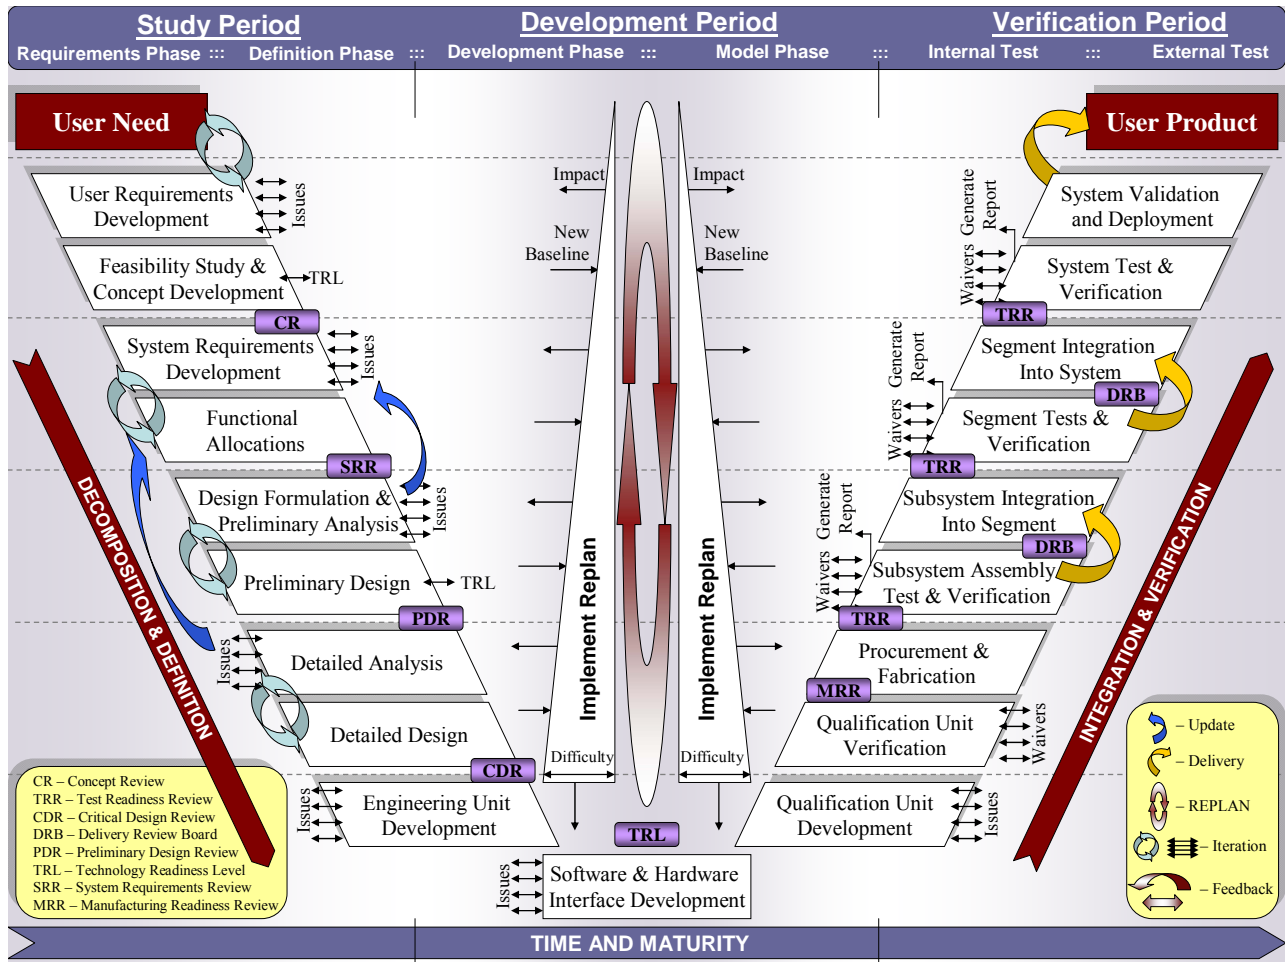 Study Period
Development Period
Verification Period
Requirements Phase ::: Definition Phase ::: Development Phase ::: Model Phase ::: Internal Test ::: External Test
User Need
User Product
User Requirements
Development
Issues
Feasibility Study &
Concept Development
TRL
CR
System Requirements
Development
Issues
Functional
Allocations
SRR
Design Formulation &
Preliminary Analysis
Issues
Preliminary Design
TRL
PDR
Detailed Analysis
Issues
Detailed Design
CDR
Engineering Unit
Development
Issues
DECOMPOSITION & DEFINITION
Impact
New
Baseline
Implement Replan
Difficulty
Impact
New
Baseline
Implement Replan
Difficulty
TRL
Software & Hardware
Interface Development
Issues
System Validation
and Deployment
Generate
Report
System Test &
Verification
Waivers
TRR
Segment Integration
Into System
DRB
Generate
Report
Segment Tests &
Verification
Waivers
TRR
Subsystem Integration
Into Segment
DRB
Generate
Report
Subsystem Assembly
Test & Verification
Waivers
TRR
Procurement &
Fabrication
MRR
Qualification Unit
Verification
Waivers
Qualification Unit
Development
Issues
INTEGRATION & VERIFICATION
CR – Concept Review
TRR – Test Readiness Review
CDR – Critical Design Review
DRB – Delivery Review Board
PDR – Preliminary Design Review
TRL – Technology Readiness Level
SRR – System Requirements Review
MRR – Manufacturing Readiness Review
– Update
– Delivery
– REPLAN
– Iteration
– Feedback
TIME AND MATURITY